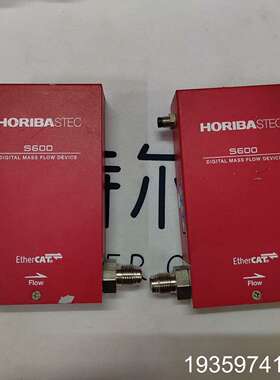 HORIBASTEC
S600
DIGITAL MASS FLOW DEVICE
EtherCAT
Flow
HORIBASTEC
S600
DIGITAL MASS FLOW DEVICE
EtherCAT
Flow
19359741